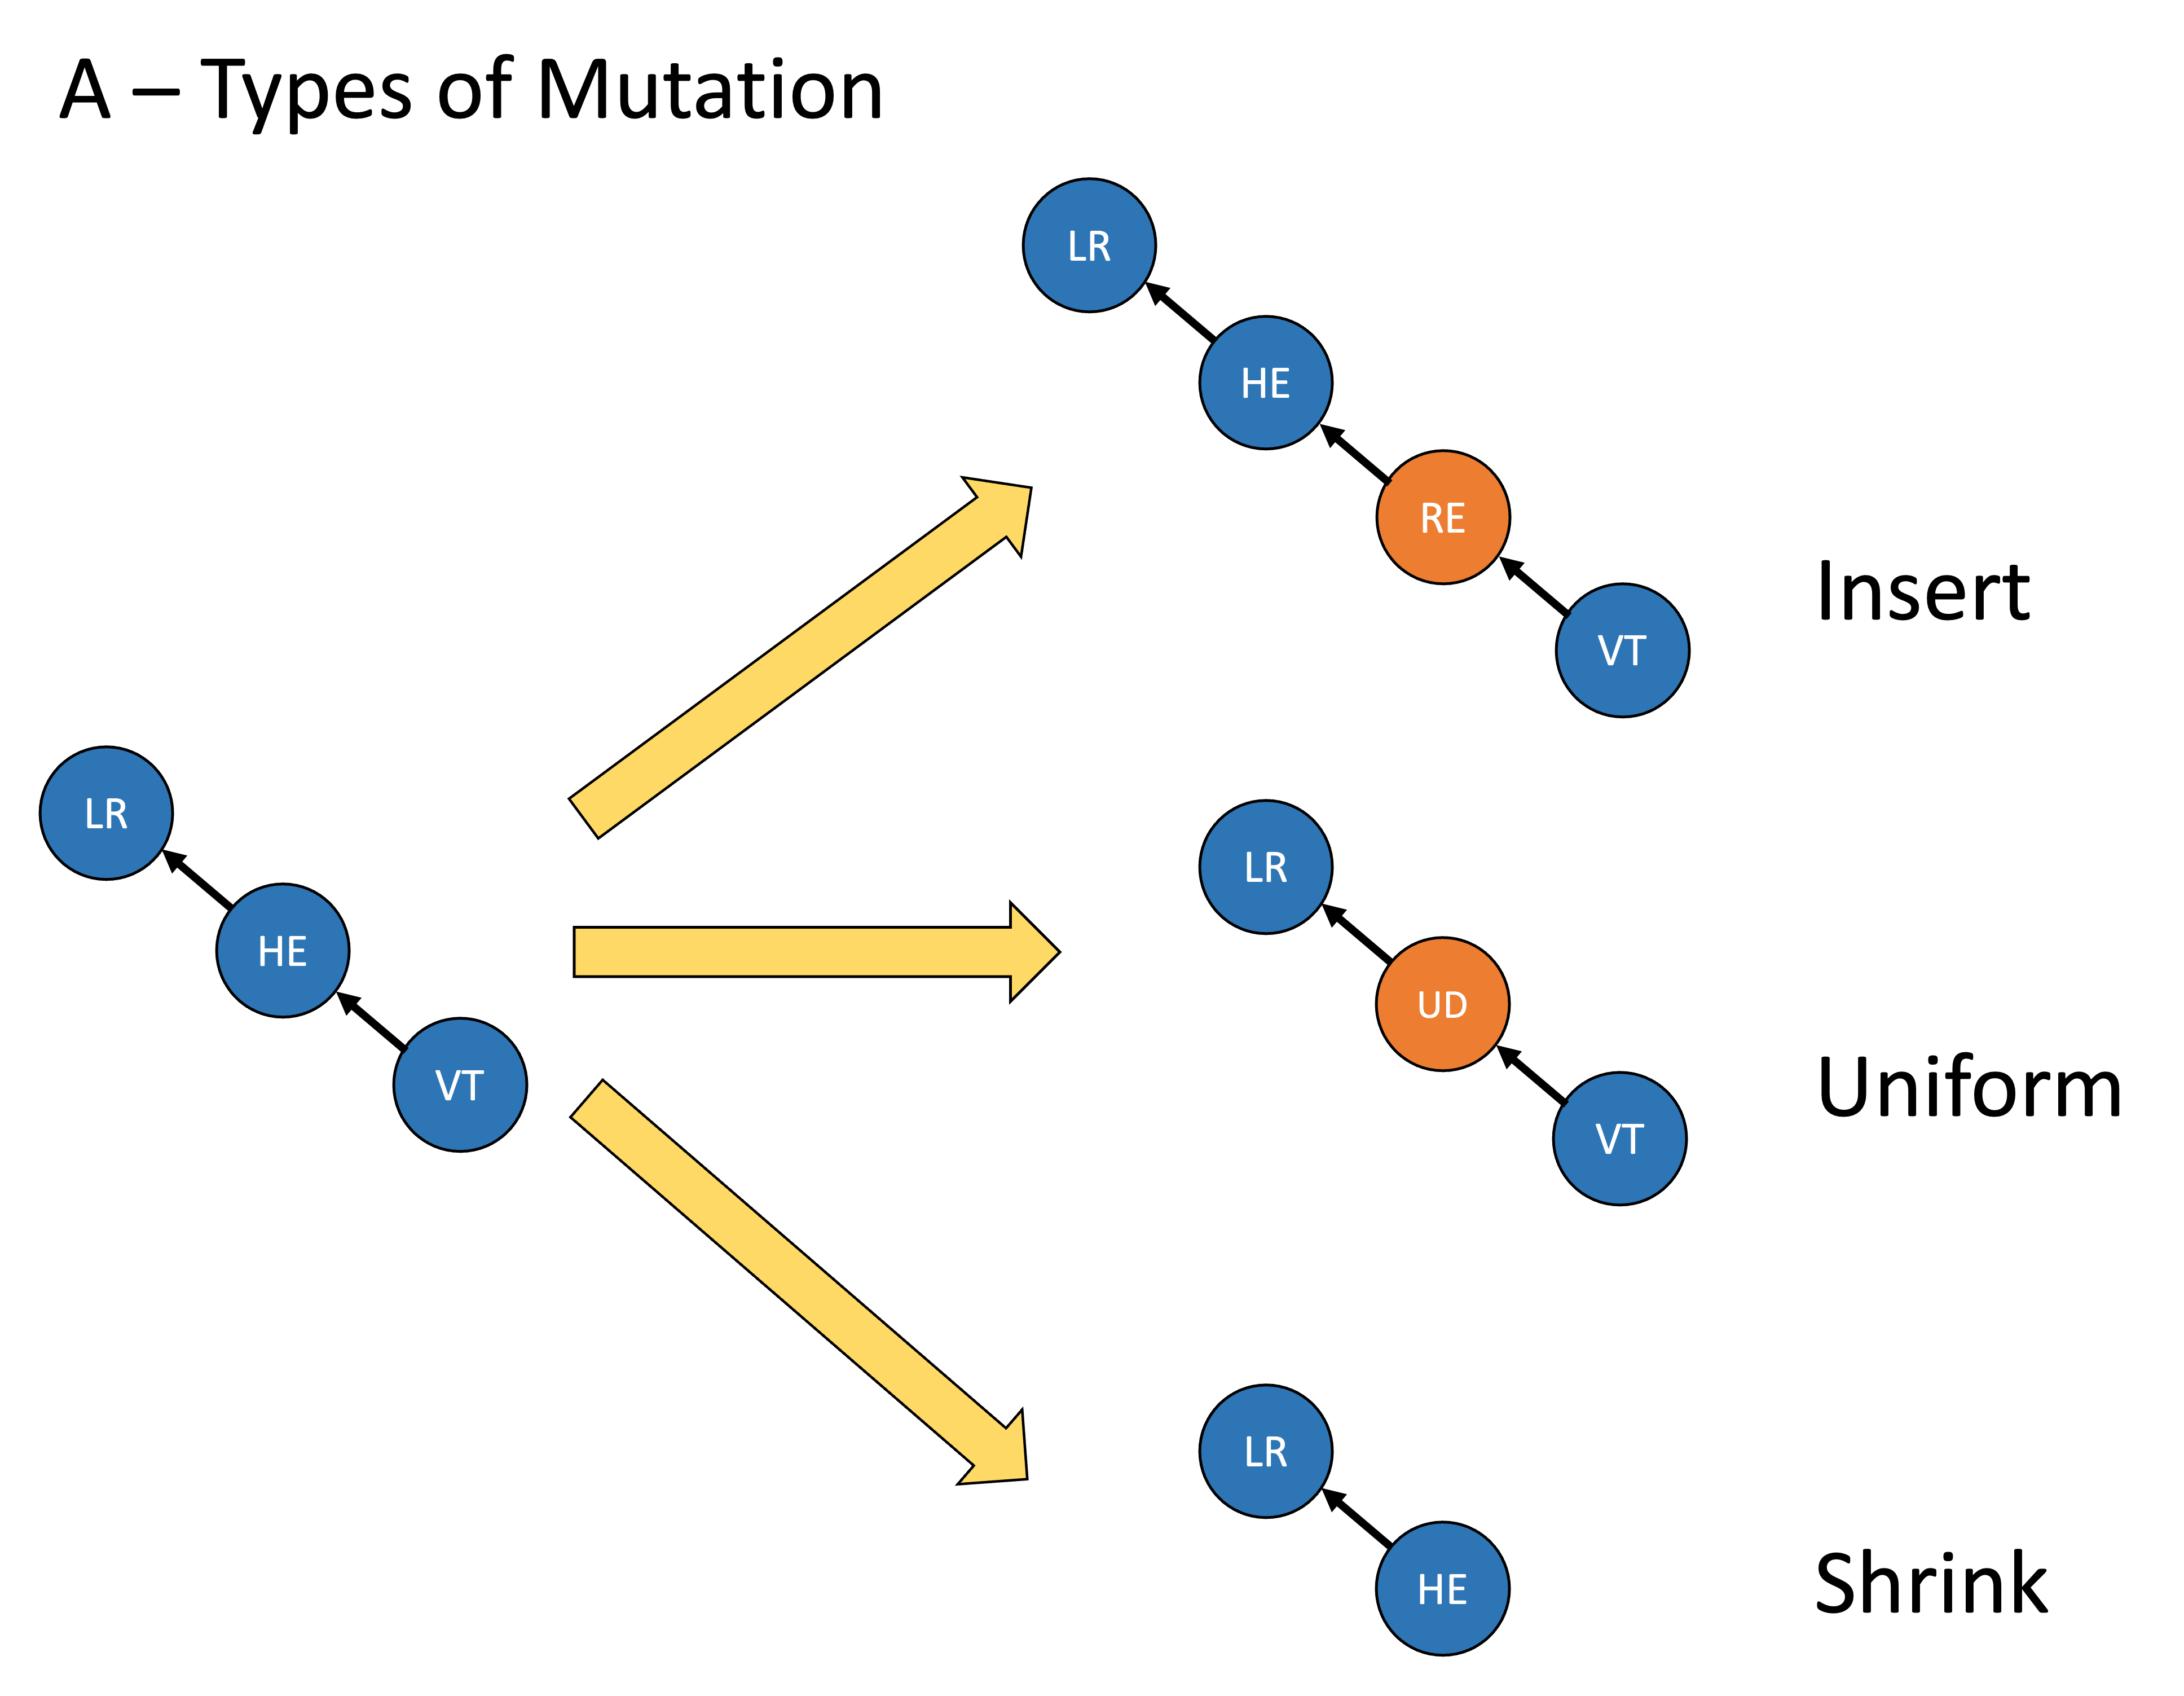 A – Types of Mutation
LR
HE
RE
VT
Insert
LR
HE
VT
LR
UD
VT
Uniform
LR
HE
Shrink